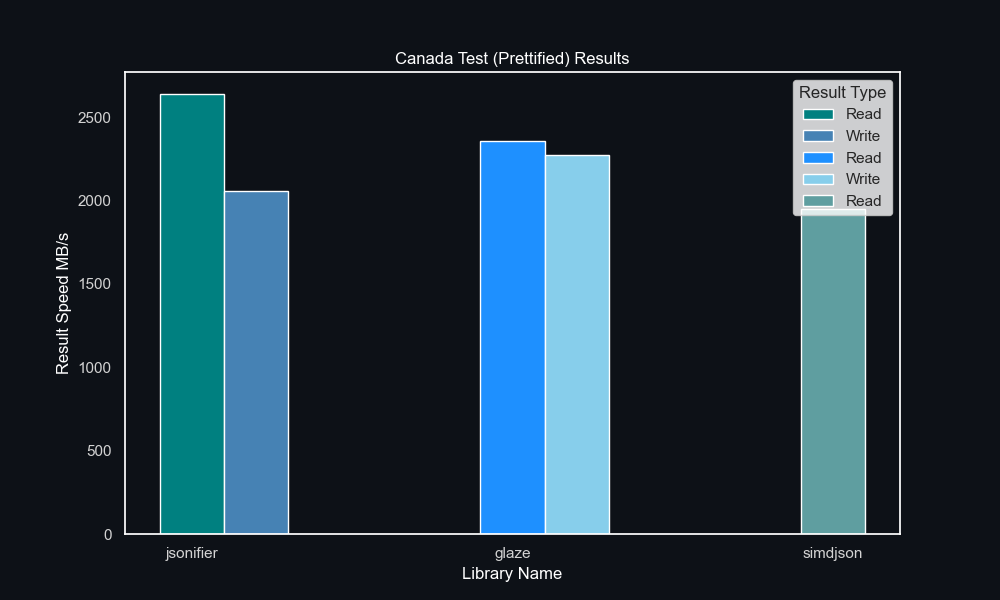 Canada Test (Prettified) Results
Result Type
Read
Write
Read
Write
Read
Result Speed MB/s
2500
2000
1500
1000
500
0
jsonifier glaze simdjson
Library Name